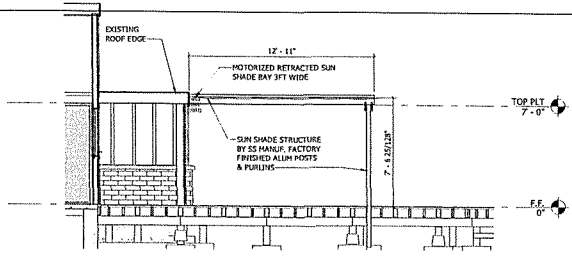 EXISTING
ROOF EDGE
12' - 11"
MOTORIZED RETRACTED SUN
SHADE BAY 3FT WIDE
TOP PLT
7' - 0"
SUN SHADE STRUCTURE
BY SS MANUF. FACTORY
FINISHED ALUM POSTS
& PURLINS
7' - 6 25/128"
F.F.
0"